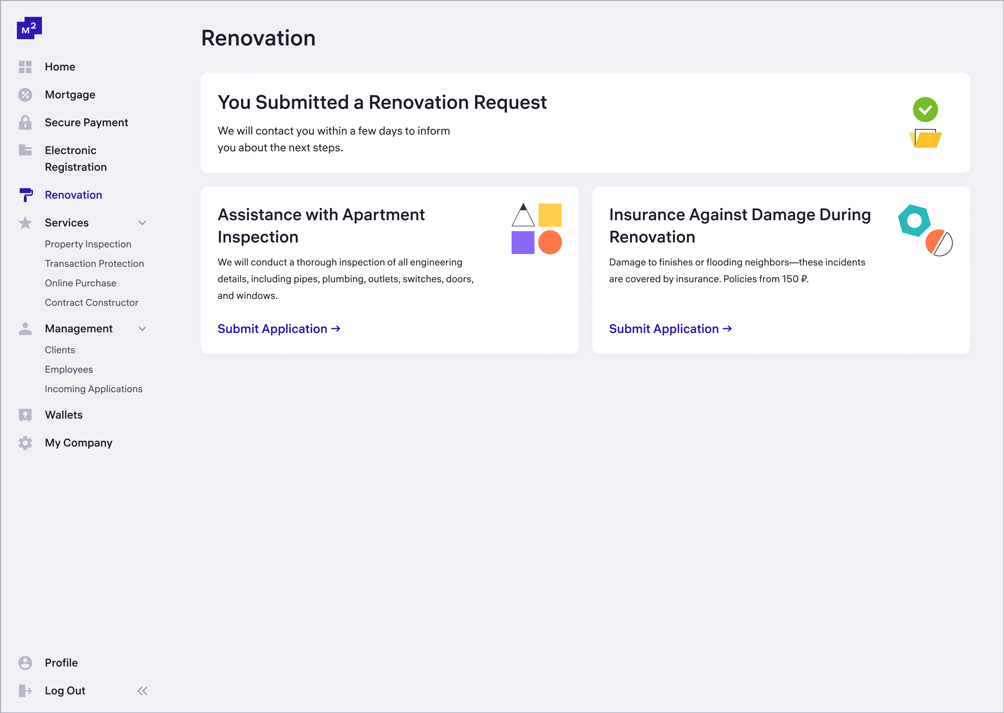 M2
Home
Mortgage
Secure Payment
Electronic
Registration
Renovation
Services
Property Inspection
Transaction Protection
Online Purchase
Contract Constructor
Management
Clients
Employees
Incoming Applications
Wallets
My Company
Profile
Log Out
Renovation
You Submitted a Renovation Request
We will contact you within a few days to inform
you about the next steps.
Assistance with Apartment
Inspection
We will conduct a thorough inspection of all engineering
details, including pipes, plumbing, outlets, switches, doors,
and windows.
Submit Application →
Insurance Against Damage During
Renovation
Damage to finishes or flooding neighbors—these incidents
are covered by insurance. Policies from 150 ₽.
Submit Application →